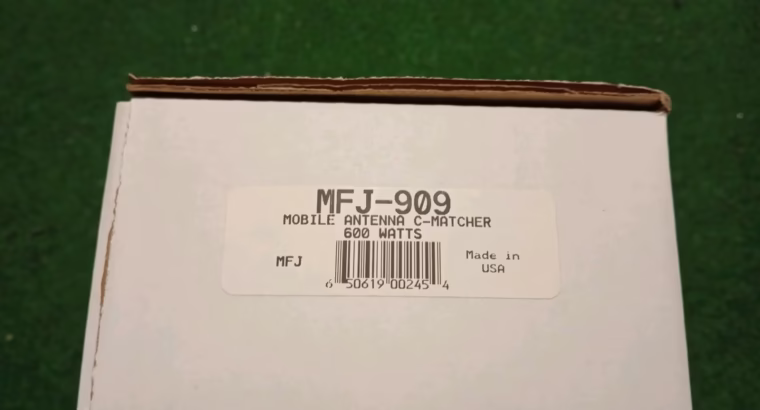 MFJ-909
MOBILE ANTENNA C-MATCHER
600 WATTS
MFJ
Made in
USA
6 50619 00245 4